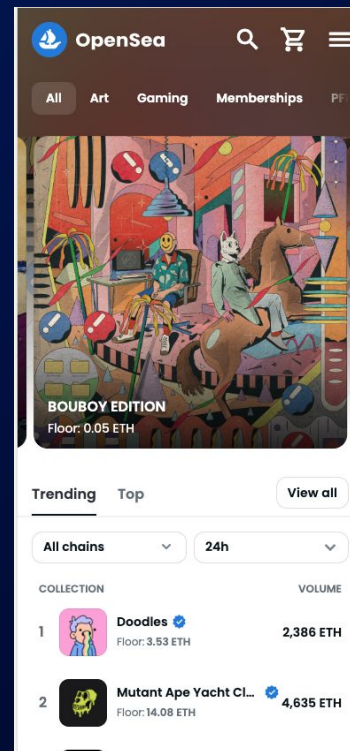 OpenSea
All Art Gaming Memberships PF
BOUBOY EDITION
Floor: 0.05 ETH
Trending Top View all
All chains 24h
COLLECTION VOLUME
1 Doodles 2,386 ETH
Floor: 3.53 ETH
2 Mutant Ape Yacht Cl... 4,635 ETH
Floor: 14.08 ETH